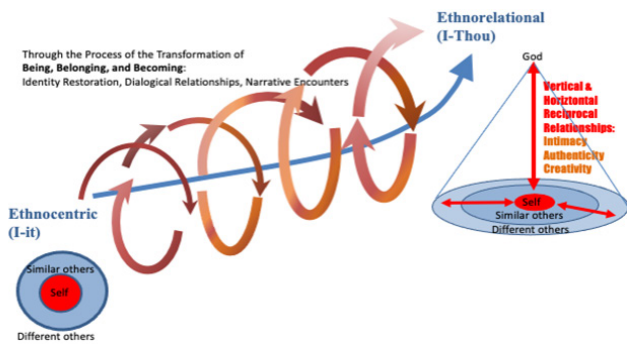 Ethnorelational
(I-Thou)
Through the Process of the Transformation of
Being, Belonging, and Becoming:
Identity Restoration, Dialogical Relationships, Narrative Encounters
God
Vertical &
Horiztontal
Reciprocal
Relationships:
Intimacy
Authenticity
Creativity
Self
Similar others
Different others
Ethnocentric
(I-it)
Similar others
Self
Different others